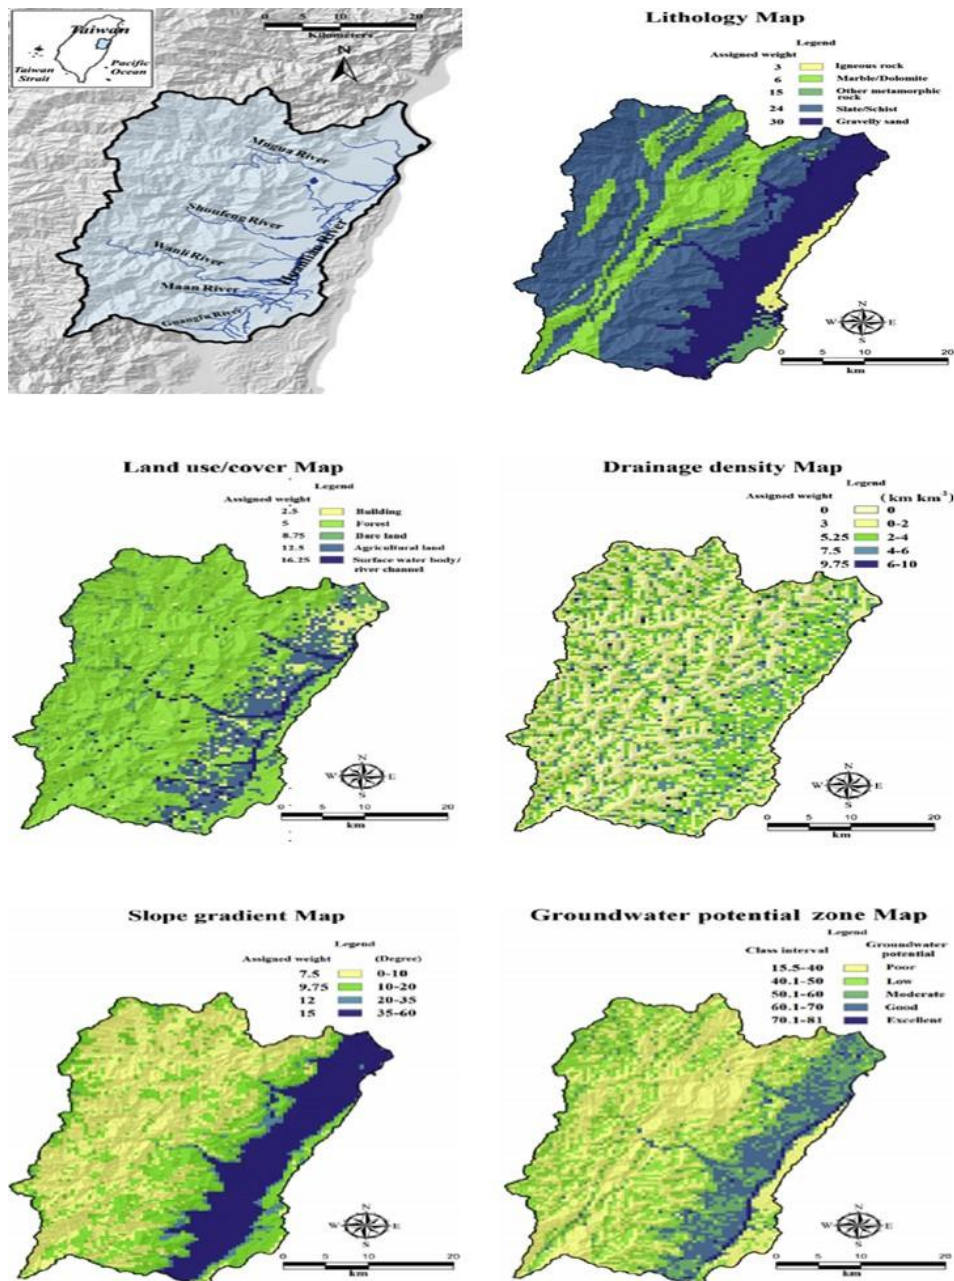 Taiwan
Taiwan
Strait
Pacific
Ocean
0 10 20
Kilometers
N
Mugua River
Shoufeng River
Wanli River
Maan River
Guangfu River
Hualian River
Lithology Map
Legend
Assigned weight
3 Igneous rock
6 Marble/Dolomite
15 Other metamorphic
rock
24 Slate/Schist
30 Gravelly sand
N
W E
S
0 5 10 20
km
Land use/cover Map
Legend
Assigned weight
2.5 Building
5 Forest
8.75 Bare land
12.5 Agricultural land
16.25 Surface water body/
river channel
N
W E
S
0 5 10 20
km
Drainage density Map
Legend
Assigned weight (km km³)
0 0
3 0-2
5.25 2-4
7.5 4-6
9.75 6-10
N
W E
S
0 5 10 20
km
Slope gradient Map
Legend
Assigned weight (Degree)
7.5 0-10
9.75 10-20
12 20-35
15 35-60
N
W E
S
0 5 10 20
km
Groundwater potential zone Map
Legend
Class interval Groundwater
potential
15.5-40 Poor
40.1-50 Low
50.1-60 Moderate
60.1-70 Good
70.1-81 Excellent
N
W E
S
0 5 10 20
km